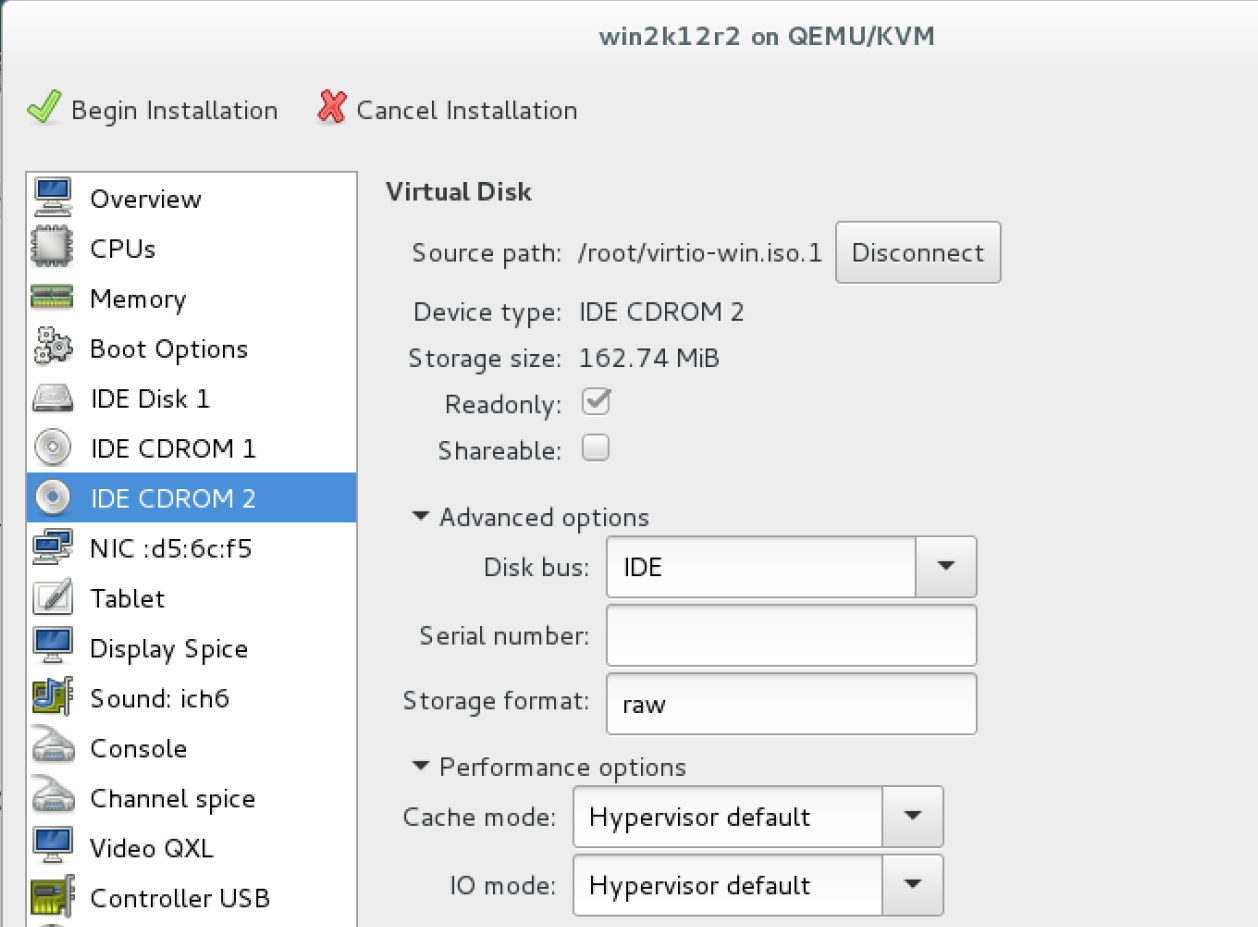 win2k12r2 on QEMU/KVM
Begin Installation
Cancel Installation
Overview
CPUs
Memory
Boot Options
IDE Disk 1
IDE CDROM 1
IDE CDROM 2
NIC :d5:6c:f5
Tablet
Display Spice
Sound: ich6
Console
Channel spice
Video QXL
Controller USB
Virtual Disk
Source path: /root/virtio-win.iso.1 Disconnect
Device type: IDE CDROM 2
Storage size: 162.74 MiB
Readonly:
Shareable:
Advanced options
Disk bus: IDE
Serial number:
Storage format: raw
Performance options
Cache mode: Hypervisor default
IO mode: Hypervisor default